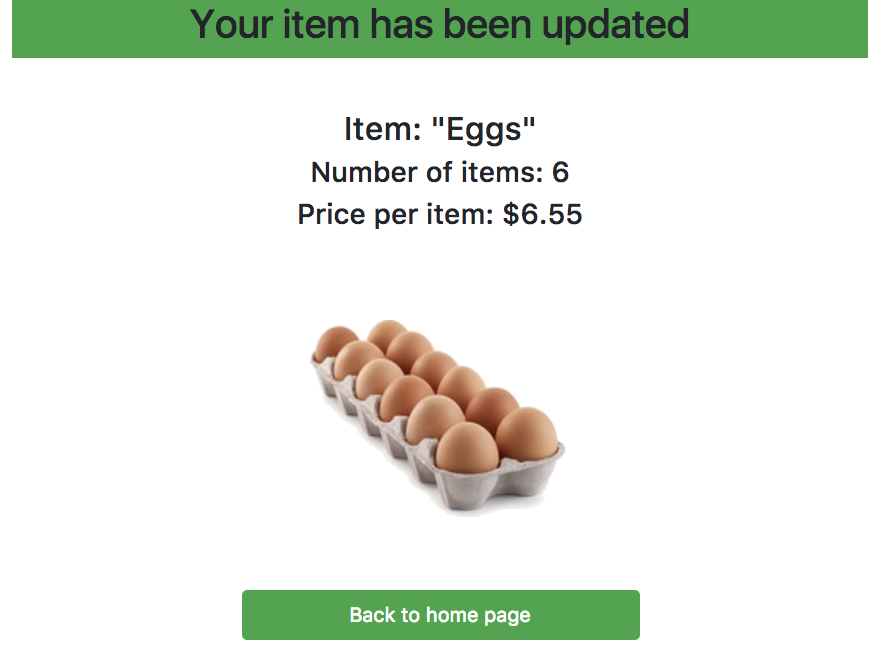 Your item has been updated
Item: "Eggs"
Number of items: 6
Price per item: $6.55
Back to home page